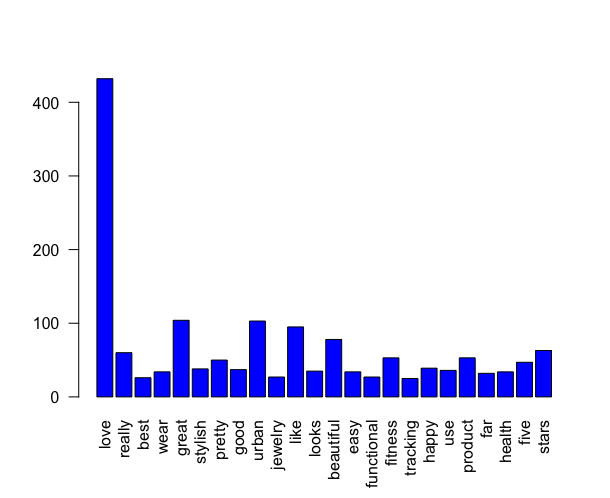 400
300
200
100
0
love
really
best
wear
great
stylish
pretty
good
urban
jewelry
like
looks
beautiful
easy
functional
fitness
tracking
happy
use
product
far
health
five
stars